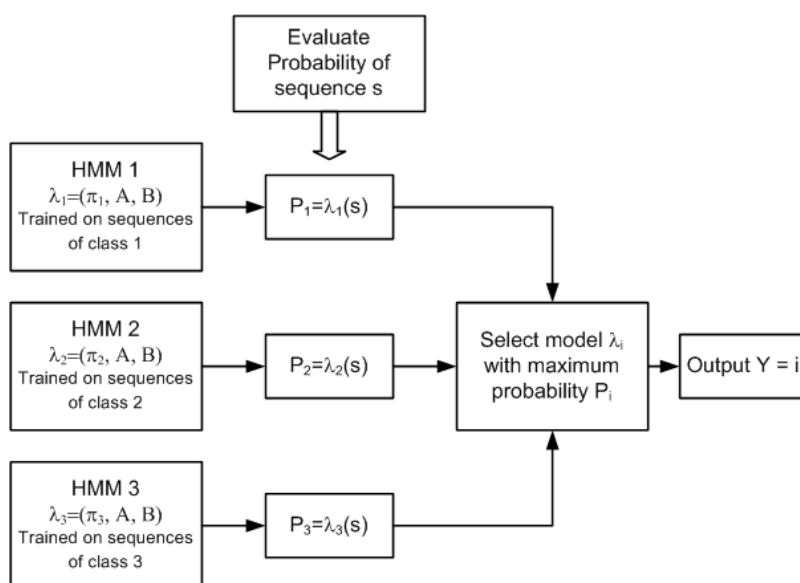 Evaluate
Probability of
sequence s
HMM 1
λ₁=(π₁, A, B)
Trained on sequences
of class 1
P₁=λ₁(s)
HMM 2
λ₂=(π₂, A, B)
Trained on sequences
of class 2
P₂=λ₂(s)
Select model λᵢ
with maximum
probability Pᵢ
Output Y = i
HMM 3
λ₃=(π₃, A, B)
Trained on sequences
of class 3
P₃=λ₃(s)